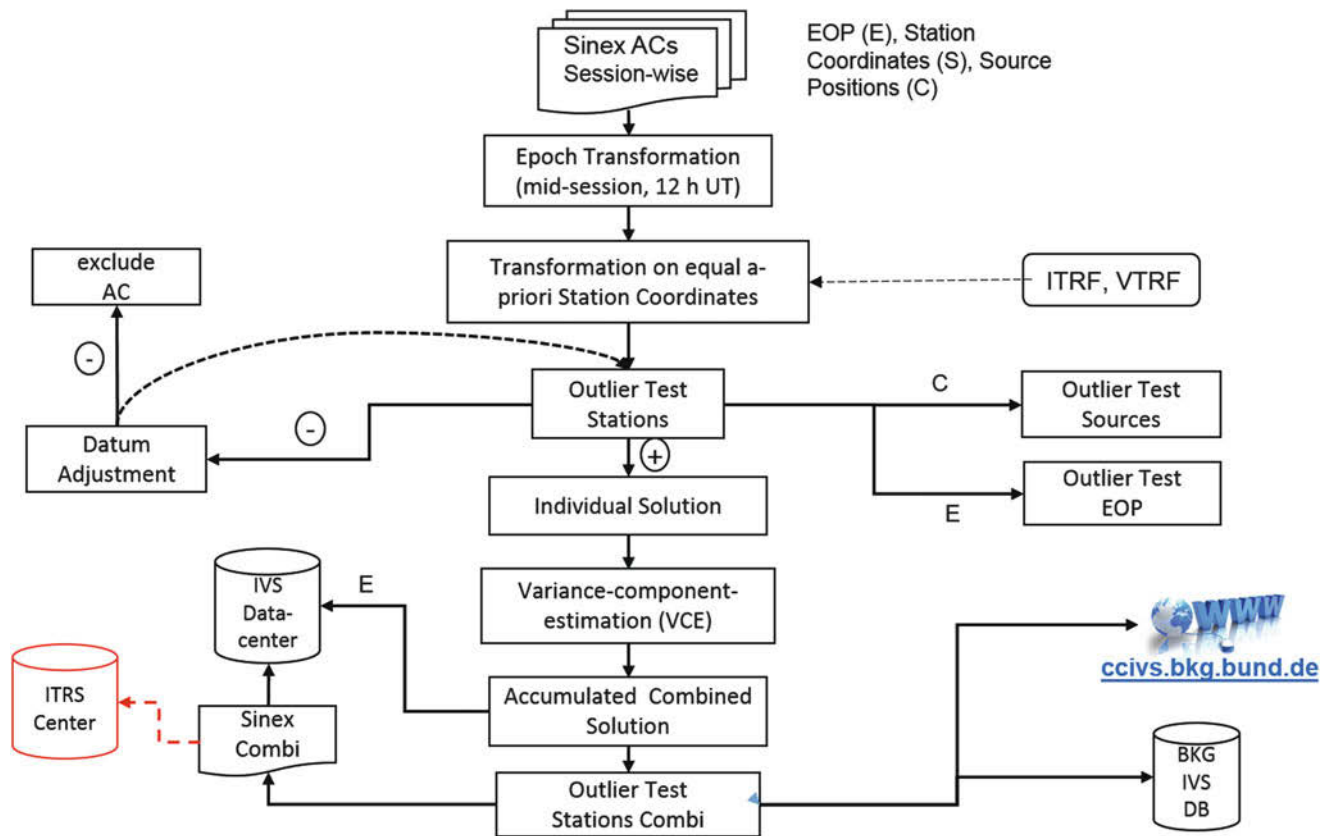 Sinex ACs
Session-wise
EOP (E), Station
Coordinates (S), Source
Positions (C)
Epoch Transformation
(mid-session, 12 h UT)
exclude
AC
Transformation on equal a-
priori Station Coordinates
ITRF, VTRF
-
Outlier Test
Stations
C
Outlier Test
Sources
-
Datum
Adjustment
+
E
Outlier Test
EOP
Individual Solution
IVS
Data-
center
E
Variance-component-
estimation (VCE)
WWW
ccivs.bkg.bund.de
ITRS
Center
Sinex
Combi
Accumulated Combined
Solution
Outlier Test
Stations Combi
BKG
IVS
DB